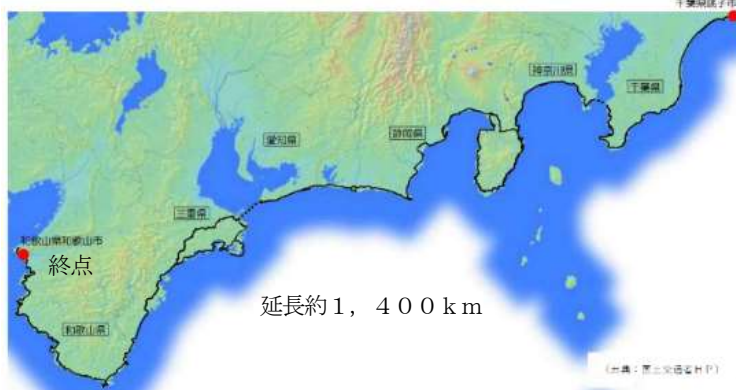 千葉県銚子市
神奈川県
千葉県
愛知県
静岡県
三重県
和歌山県和歌山市
終点
延長約１，４００ｋｍ
和歌山県
（出典：国土交通省ＨＰ）